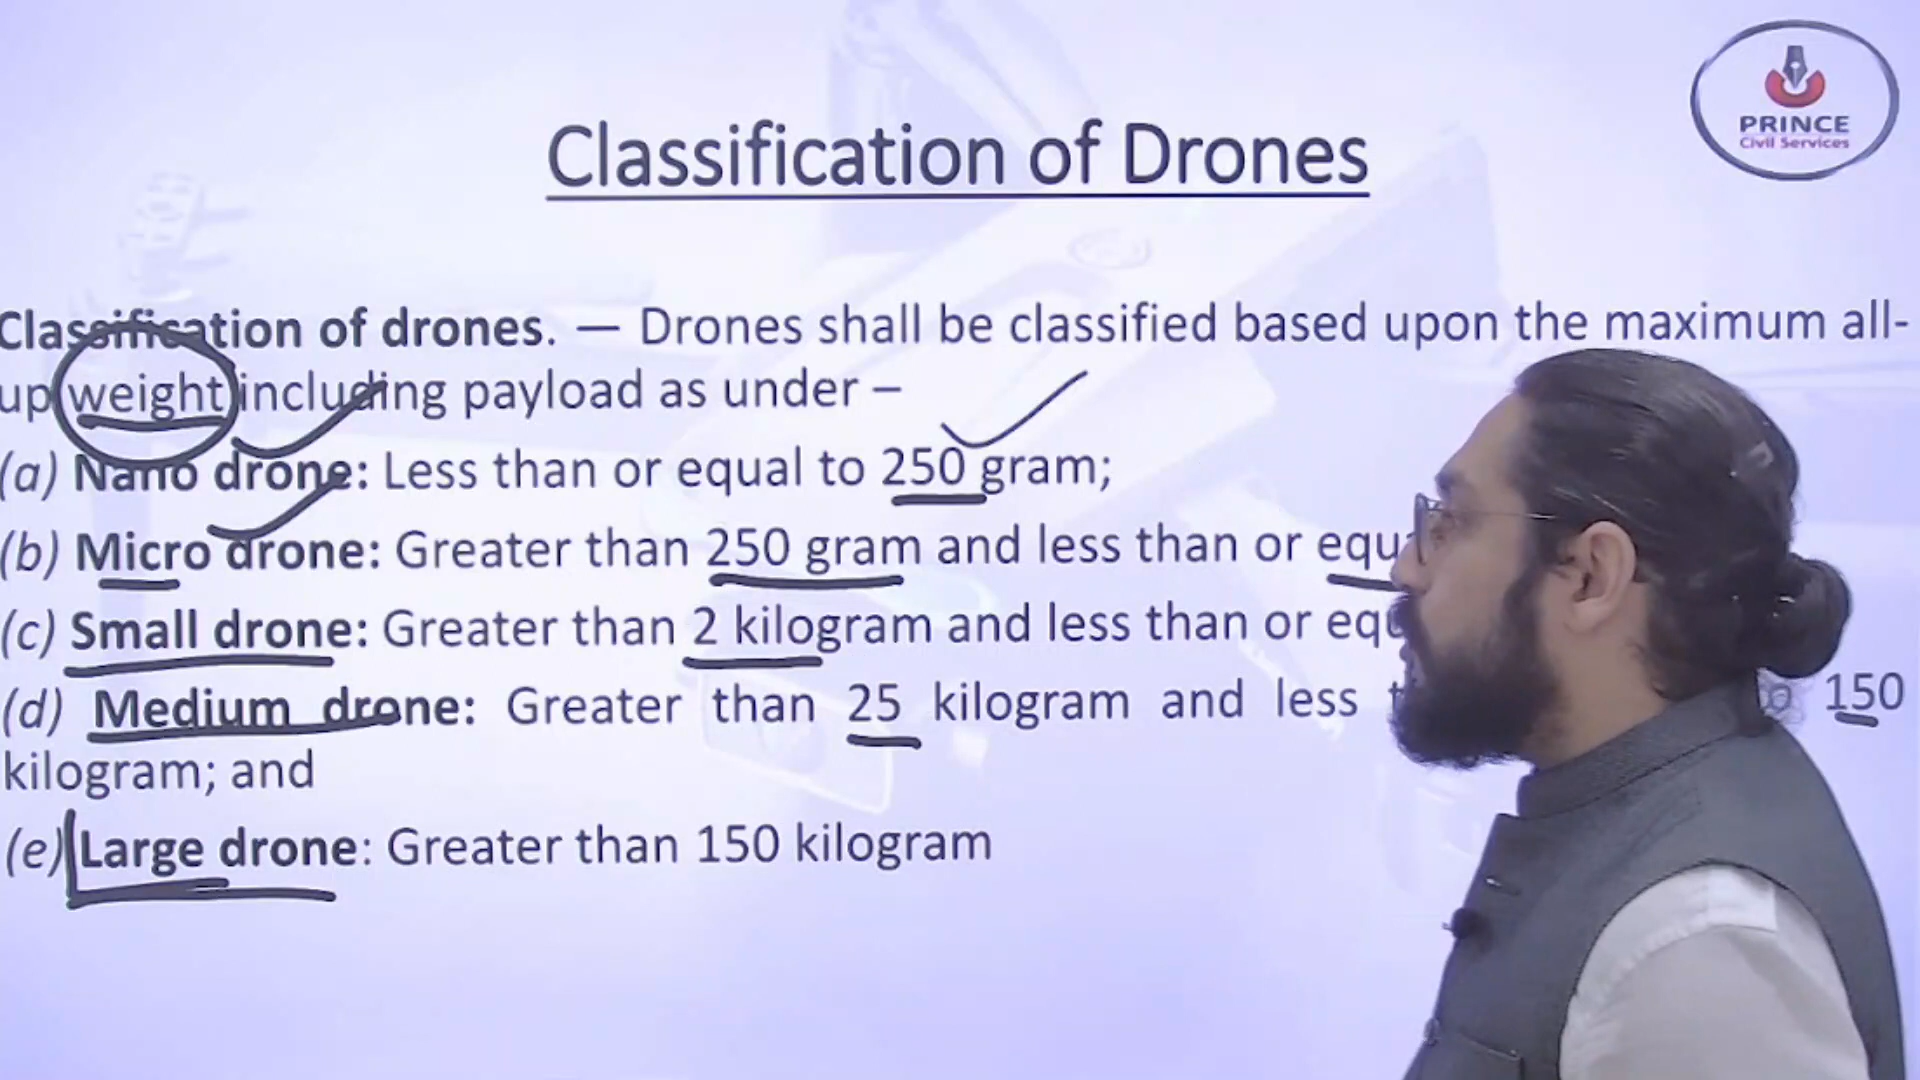 PRINCE
Civil Services
Classification of Drones
Classification of drones. — Drones shall be classified based upon the maximum all-
up weight including payload as under –
(a) Nano drone: Less than or equal to 250 gram;
(b) Micro drone: Greater than 250 gram and less than or
(c) Small drone: Greater than 2 kilogram and less than or
(d) Medium drone: Greater than 25 kilogram and less 150
kilogram; and
(e) Large drone: Greater than 150 kilogram